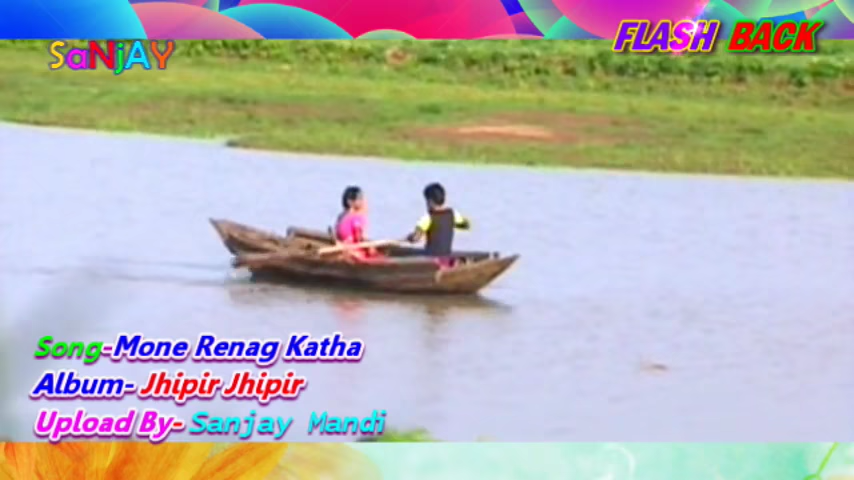 SaNjAY
FLASH BACK
Song-Mone Renag Katha
Album- Jhipir Jhipir
Upload By- Sanjay Mandi